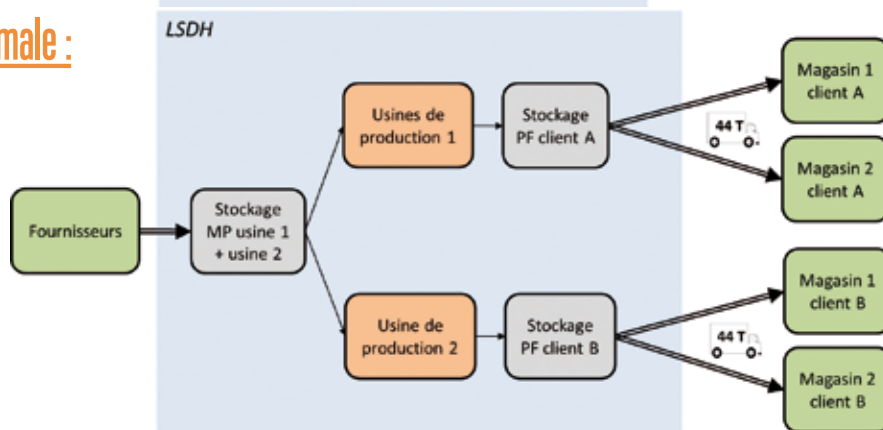 male :
LSDH
Fournisseurs
Stockage
MP usine 1
+ usine 2
Usines de
production 1
Stockage
PF client A
44 T
Magasin 1
client A
Magasin 2
client A
Usine de
production 2
Stockage
PF client B
44 T
Magasin 1
client B
Magasin 2
client B